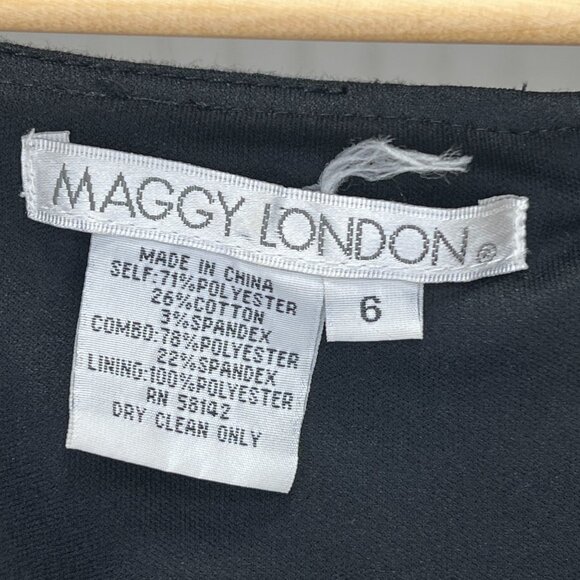 MAGGY LONDON®
MADE IN CHINA
SELF:71%POLYESTER
26%COTTON
3%SPANDEX
COMBO:78%POLYESTER
22%SPANDEX
LINING:100%POLYESTER
RN 58142
DRY CLEAN ONLY
6